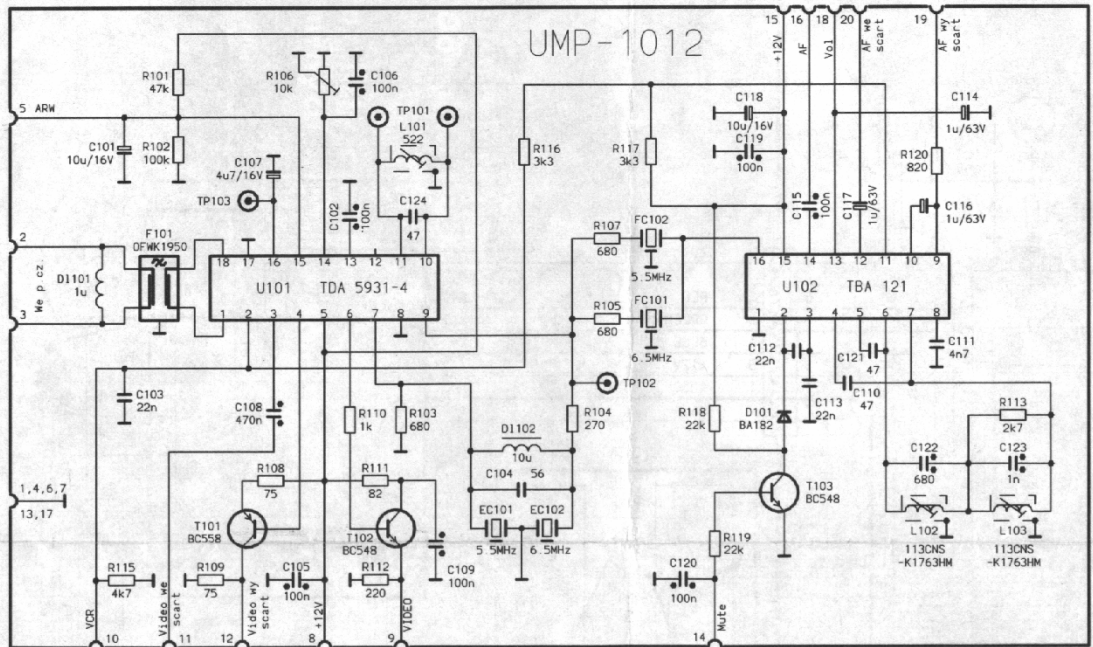 UMP-1012
15 16 18 20 19
+12V
AF
Vol
AF we scart
AF wy scart
5 ARW
R101
47k
R106
10k
C106
100n
TP101
L101
522
C101
10u/16V
R102
100k
C107
4u7/16V
TP103
C102
100n
C124
47
R116
3k3
R117
3k3
C118
10u/16V
C119
100n
C114
1u/63V
R120
820
C115
100n
C117
1u/63V
C116
1u/63V
2
F101
OFWK1950
Dl101
1u
We p.cz.
3
18 17 16 15 14 13 12 11 10
U101 TDA 5931-4
1 2 3 4 5 6 7 8 9
R107
680
FC102
5.5MHz
R105
680
FC101
6.5MHz
16 15 14 13 12 11 10 9
U102 TBA 121
1 2 3 4 5 6 7 8
C112
22n
C121
47
C111
4n7
C113
22n
C110
47
C103
22n
C108
470n
R110
1k
R103
680
TP102
R104
270
Dl102
10u
C104 56
R118
22k
D101
BA182
R113
2k7
C122
680
C123
1n
R108
75
R111
82
1,4,6,7
13,17
T101
BC558
T102
BC548
EC101
5.5MHz
EC102
6.5MHz
T103
BC548
L102
113CNS
-K1763HM
L103
113CNS
-K1763HM
R119
22k
R115
4k7
R109
75
C105
100n
R112
220
C109
100n
C120
100n
VCR
Video we scart
Video wy scart
+12V
VIDEO
Mute
10 11 12 8 9 14